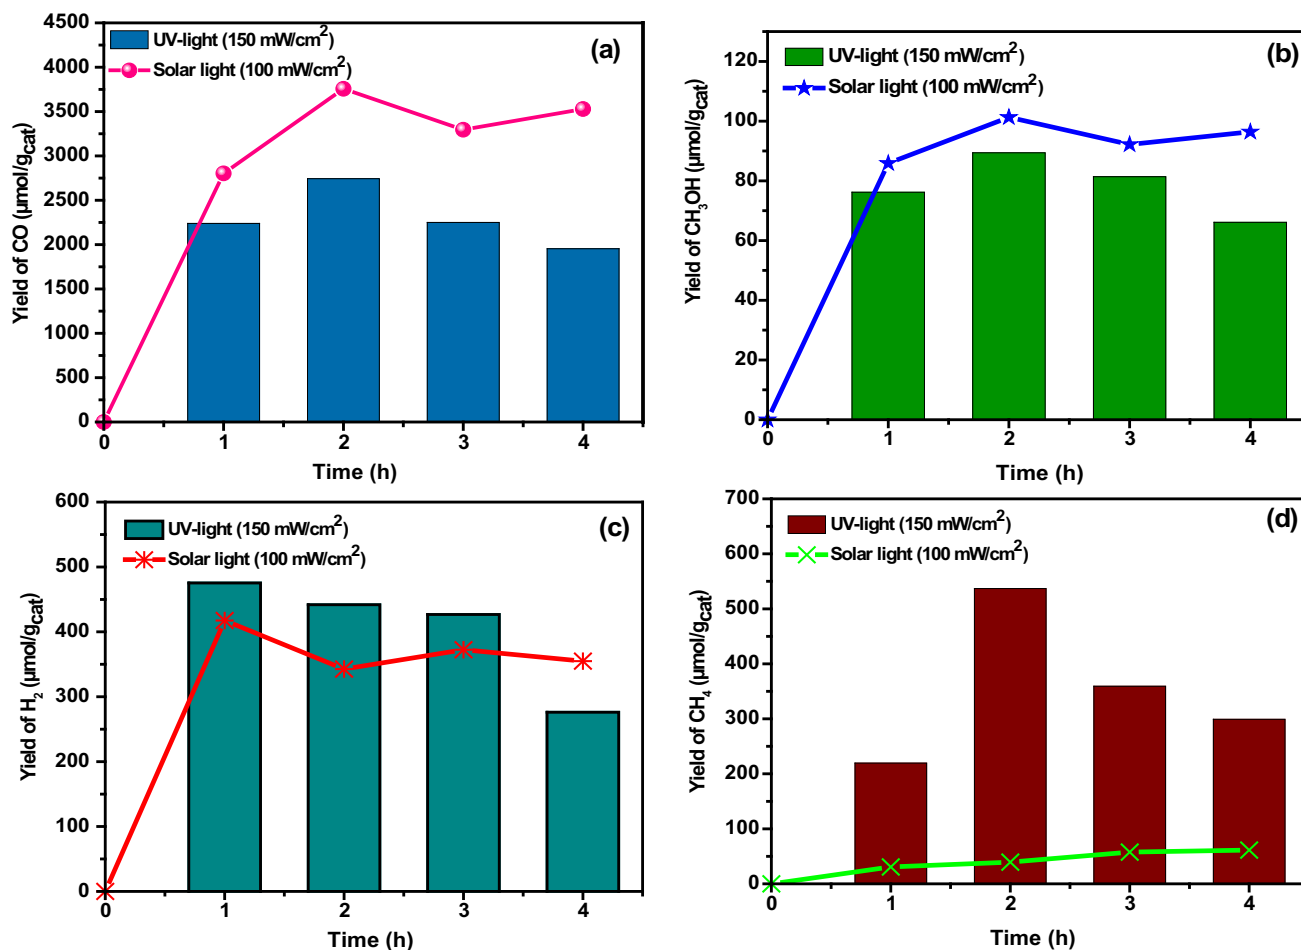 (a)
UV-light (150 mW/cm²)
Solar light (100 mW/cm²)
Yield of CO (µmol/gcat)
4500
4000
3500
3000
2500
2000
1500
1000
500
0
0 1 2 3 4
Time (h)
(b)
UV-light (150 mW/cm²)
Solar light (100 mW/cm²)
Yield of CH₃OH (µmol/gcat)
120
100
80
60
40
20
0
0 1 2 3 4
Time (h)
(c)
UV-light (150 mW/cm²)
Solar light (100 mW/cm²)
Yield of H₂ (µmol/gcat)
600
500
400
300
200
100
0
0 1 2 3 4
Time (h)
(d)
UV-light (150 mW/cm²)
Solar light (100 mW/cm²)
Yield of CH₄ (µmol/gcat)
700
600
500
400
300
200
100
0
0 1 2 3 4
Time (h)